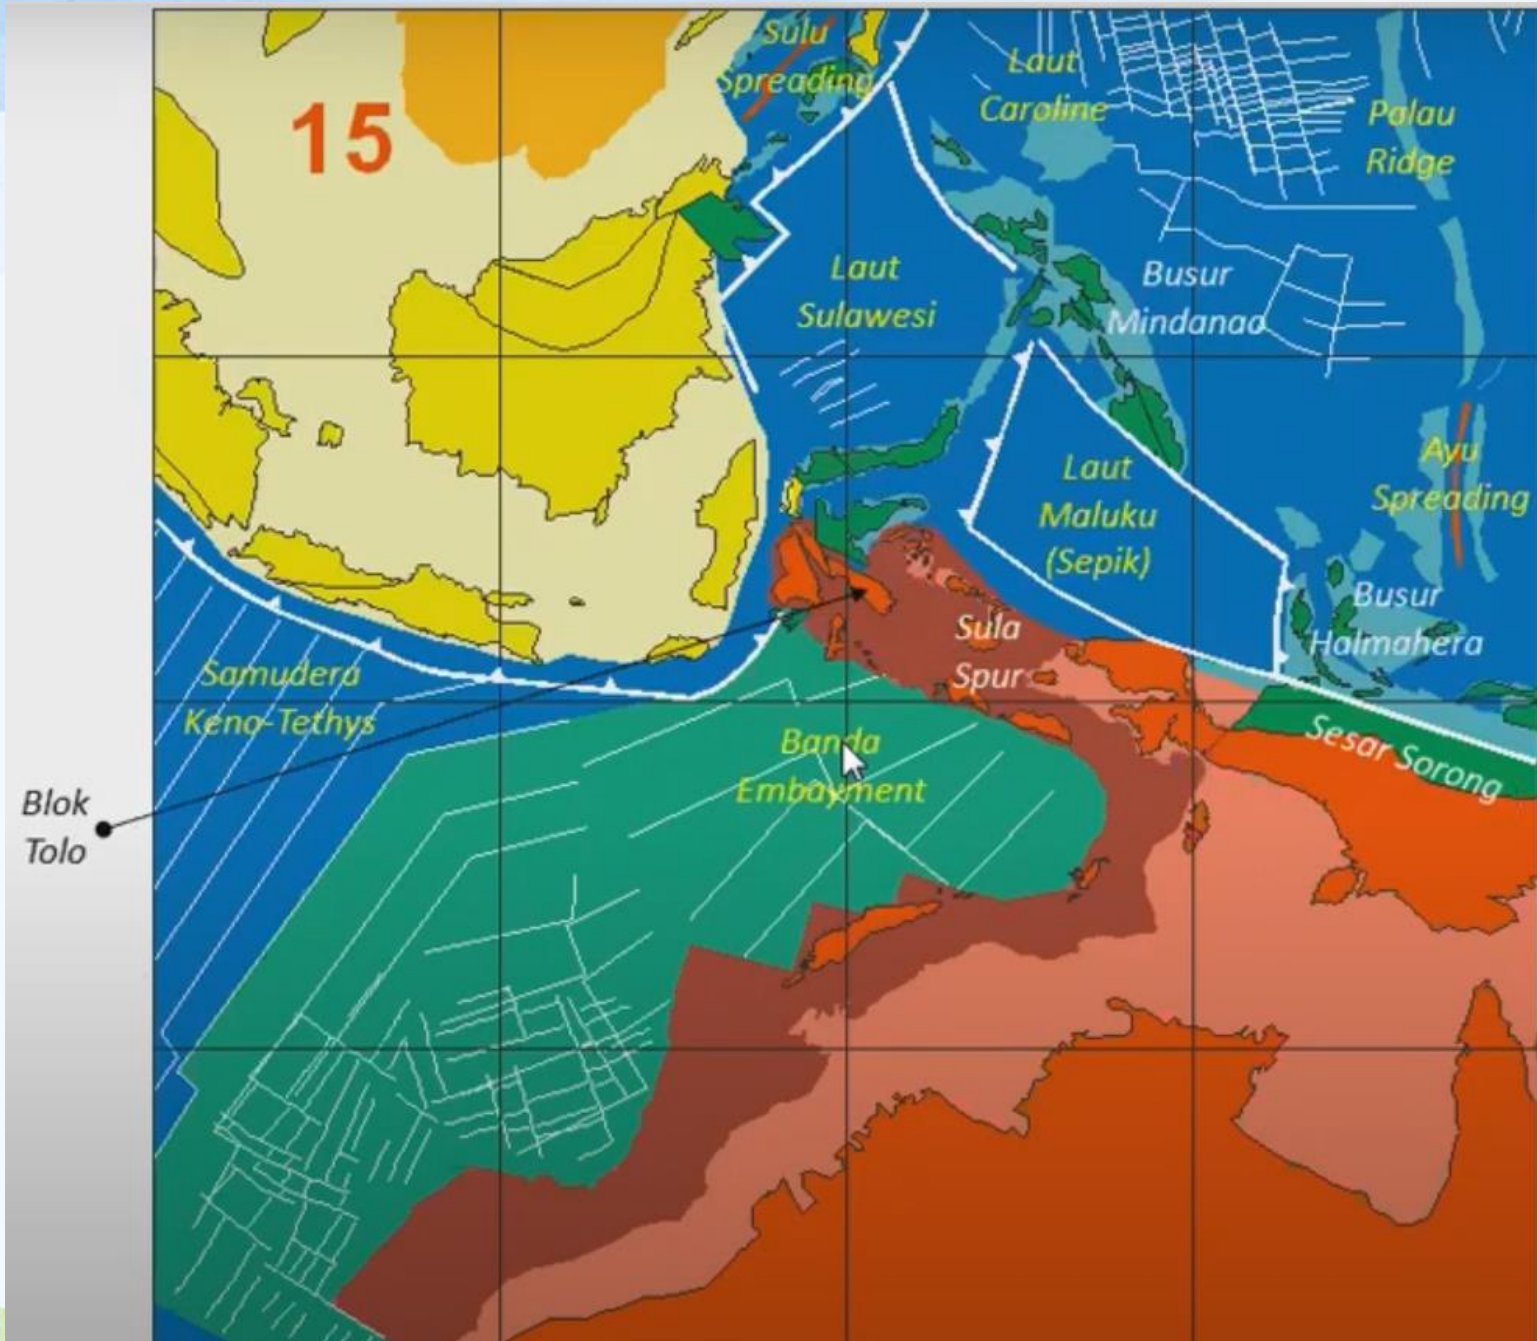 15
Sulu
Spreading
Laut
Caroline
Palau
Ridge
Laut
Sulawesi
Busur
Mindanao
Laut
Maluku
(Sepik)
Ayu
Spreading
Busur
Halmahera
Sula
Spur
Samudera
Keno-Tethys
Banda
Embayment
Sesar Sorong
Blok
Tolo